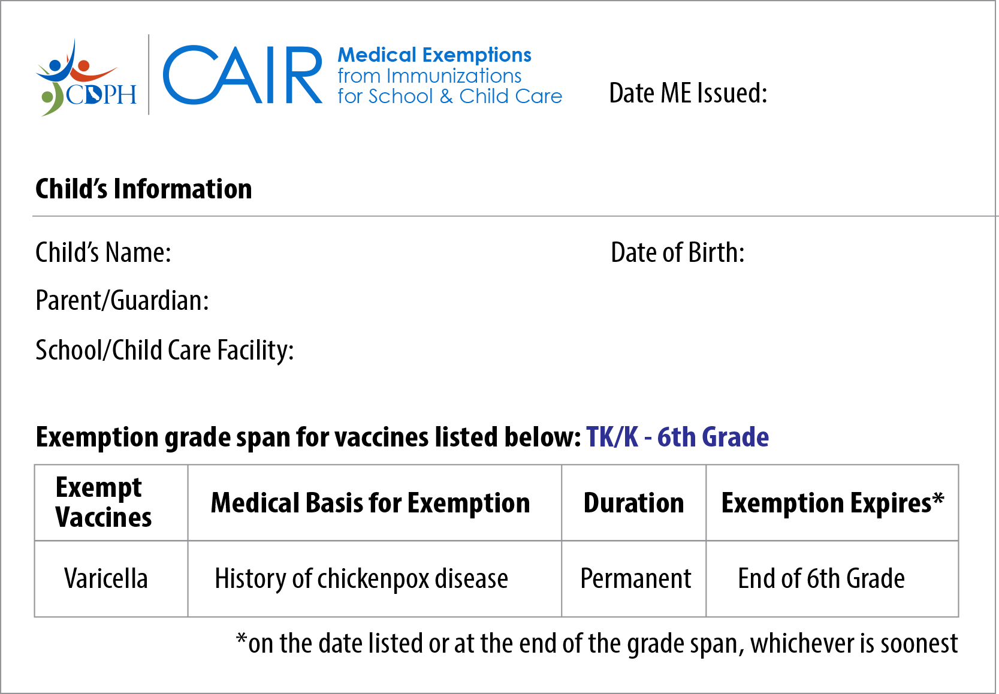 CDPH
CAIR
Medical Exemptions
from Immunizations
for School & Child Care
Date ME Issued:
Child’s Information
Child’s Name:
Date of Birth:
Parent/Guardian:
School/Child Care Facility:
Exemption grade span for vaccines listed below: TK/K - 6th Grade
Exempt
Vaccines
Medical Basis for Exemption
Duration
Exemption Expires*
Varicella
History of chickenpox disease
Permanent
End of 6th Grade
*on the date listed or at the end of the grade span, whichever is soonest